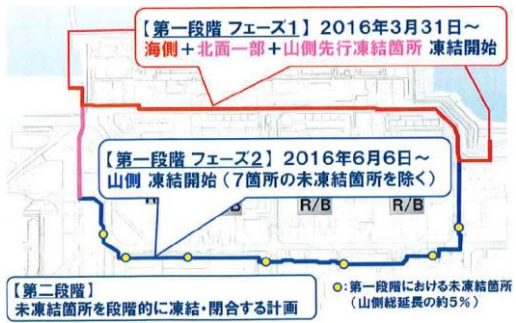 【第一段階 フェーズ1】 2016年3月31日～
海側＋北面一部＋山側先行凍結箇所 凍結開始
【第一段階 フェーズ2】 2016年6月6日～
山側 凍結開始（7箇所の未凍結箇所を除く）
R/B
R/B
【第二段階】
未凍結箇所を段階的に凍結・閉合する計画
：第一段階における未凍結箇所
（山側総延長の約5％）